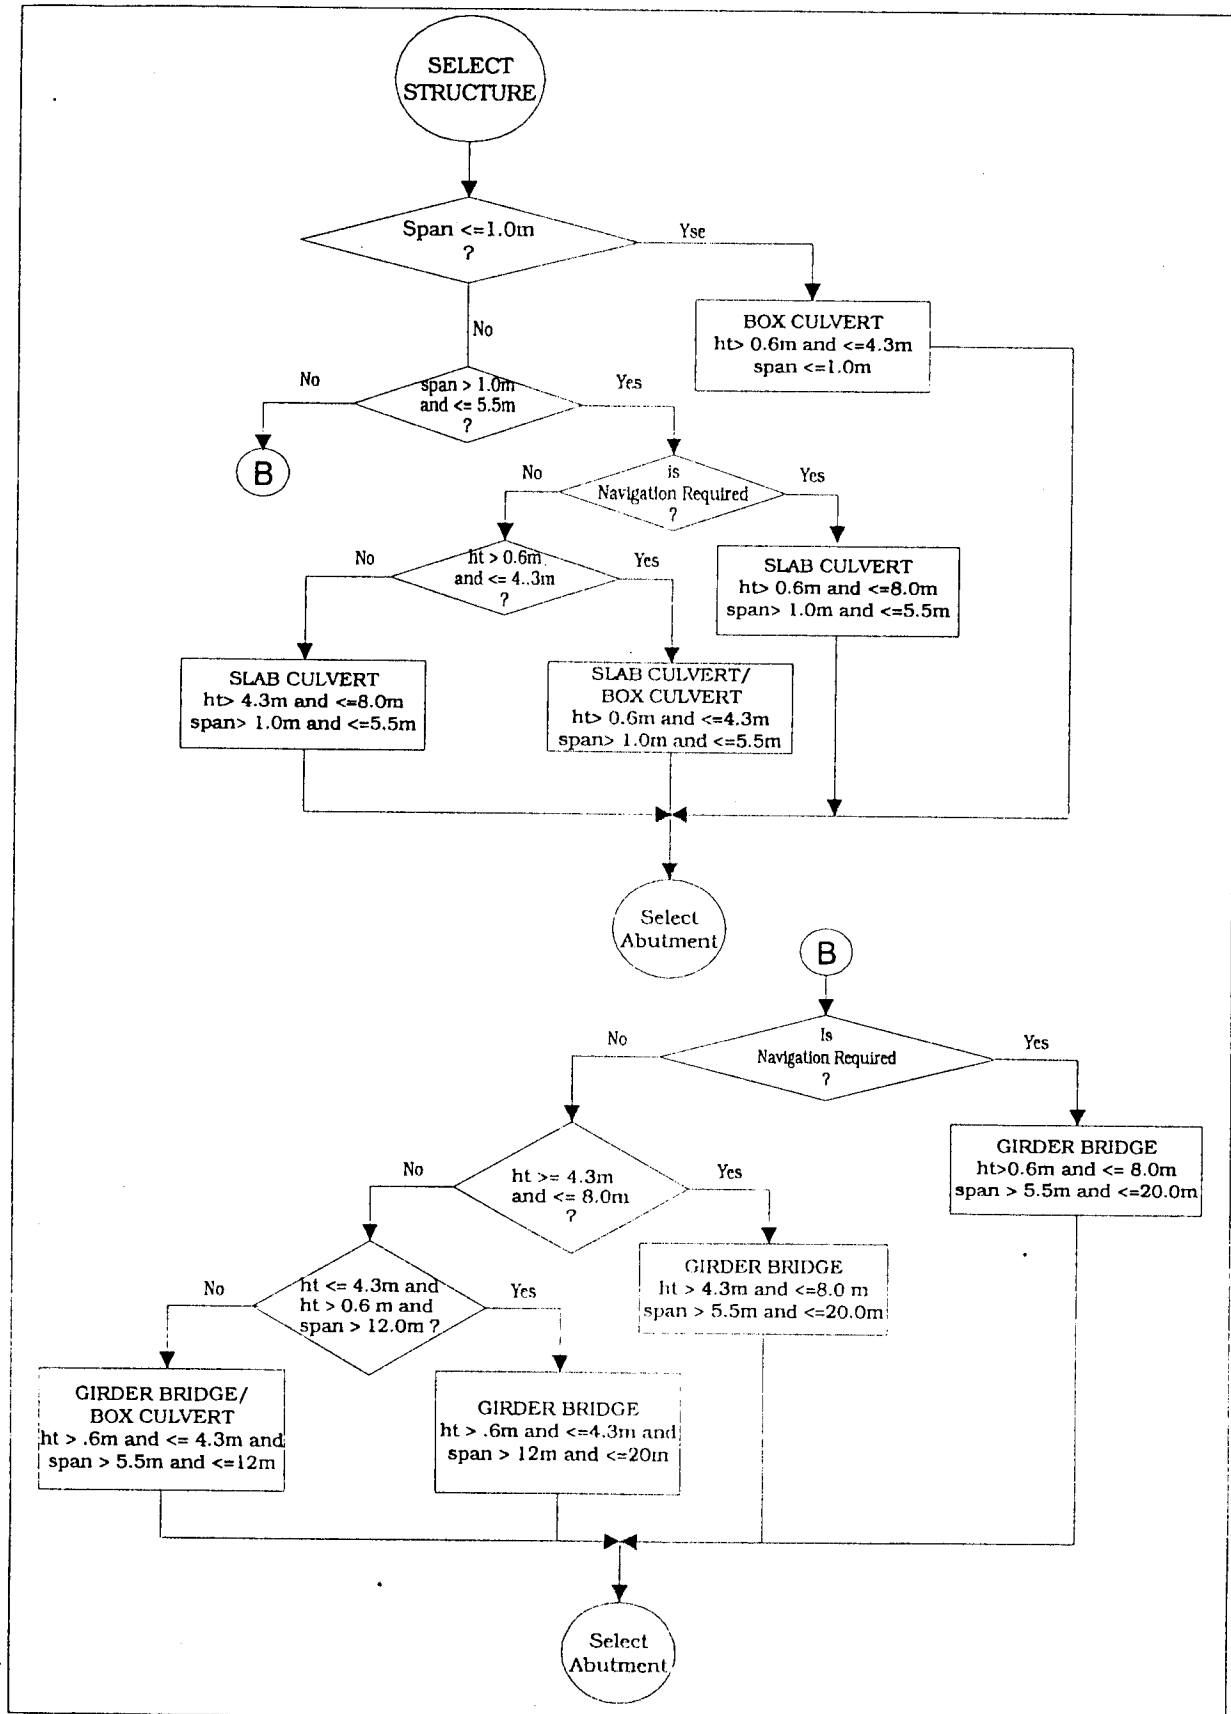 SELECT
STRUCTURE
Span <=1.0m
?
Yse
BOX CULVERT
ht> 0.6m and <=4.3m
span <=1.0m
No
span > 1.0m
and <= 5.5m
?
No
Yes
B
is
Navigation Required
?
No
Yes
ht > 0.6m
and <= 4..3m
?
No
Yes
SLAB CULVERT
ht> 0.6m and <=8.0m
span> 1.0m and <=5.5m
SLAB CULVERT
ht> 4.3m and <=8.0m
span> 1.0m and <=5.5m
SLAB CULVERT/
BOX CULVERT
ht> 0.6m and <=4.3m
span> 1.0m and <=5.5m
Select
Abutment
B
Is
Navigation Required
?
No
Yes
GIRDER BRIDGE
ht>0.6m and <= 8.0m
span > 5.5m and <=20.0m
ht >= 4.3m
and <= 8.0m
?
No
Yes
GIRDER BRIDGE
ht > 4.3m and <=8.0 m
span > 5.5m and <=20.0m
ht <= 4.3m and
ht > 0.6 m and
span > 12.0m ?
No
Yes
GIRDER BRIDGE/
BOX CULVERT
ht > .6m and <= 4.3m and
span > 5.5m and <=12m
GIRDER BRIDGE
ht > .6m and <=4.3m and
span > 12m and <=20m
Select
Abutment